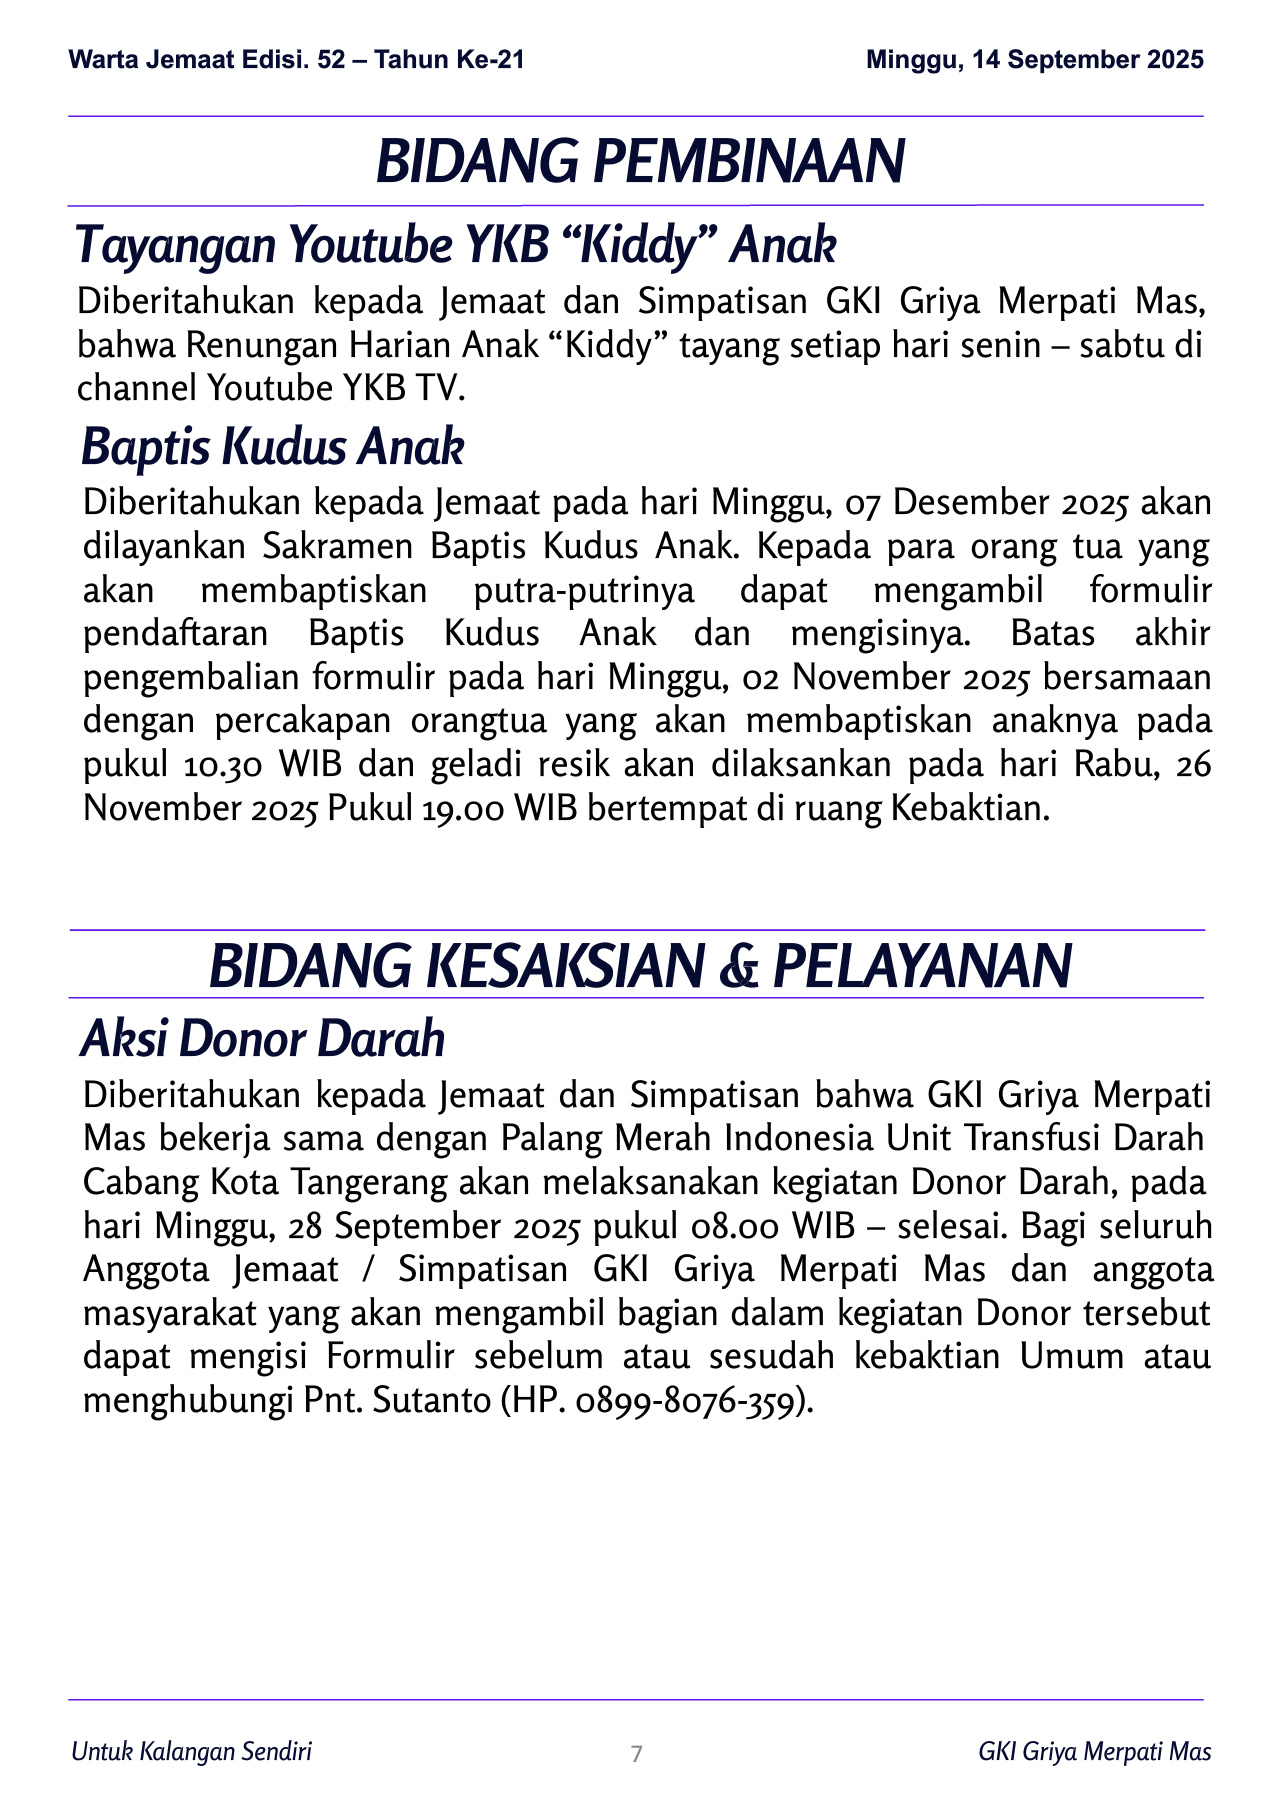 Warta Jemaat Edisi. 52 – Tahun Ke-21
Minggu, 14 September 2025
BIDANG PEMBINAAN
Tayangan Youtube YKB “Kiddy” Anak
Diberitahukan kepada Jemaat dan Simpatisan GKI Griya Merpati Mas,
bahwa Renungan Harian Anak “Kiddy” tayang setiap hari senin – sabtu di
channel Youtube YKB TV.
Baptis Kudus Anak
Diberitahukan kepada Jemaat pada hari Minggu, 07 Desember 2025 akan
dilayankan Sakramen Baptis Kudus Anak. Kepada para orang tua yang
akan membaptiskan putra-putrinya dapat mengambil formulir
pendaftaran Baptis Kudus Anak dan mengisinya. Batas akhir
pengembalian formulir pada hari Minggu, 02 November 2025 bersamaan
dengan percakapan orangtua yang akan membaptiskan anaknya pada
pukul 10.30 WIB dan geladi resik akan dilaksankan pada hari Rabu, 26
November 2025 Pukul 19.00 WIB bertempat di ruang Kebaktian.
BIDANG KESAKSIAN & PELAYANAN
Aksi Donor Darah
Diberitahukan kepada Jemaat dan Simpatisan bahwa GKI Griya Merpati
Mas bekerja sama dengan Palang Merah Indonesia Unit Transfusi Darah
Cabang Kota Tangerang akan melaksanakan kegiatan Donor Darah, pada
hari Minggu, 28 September 2025 pukul 08.00 WIB – selesai. Bagi seluruh
Anggota Jemaat / Simpatisan GKI Griya Merpati Mas dan anggota
masyarakat yang akan mengambil bagian dalam kegiatan Donor tersebut
dapat mengisi Formulir sebelum atau sesudah kebaktian Umum atau
menghubungi Pnt. Sutanto (HP. 0899-8076-359).
Untuk Kalangan Sendiri
7
GKI Griya Merpati Mas